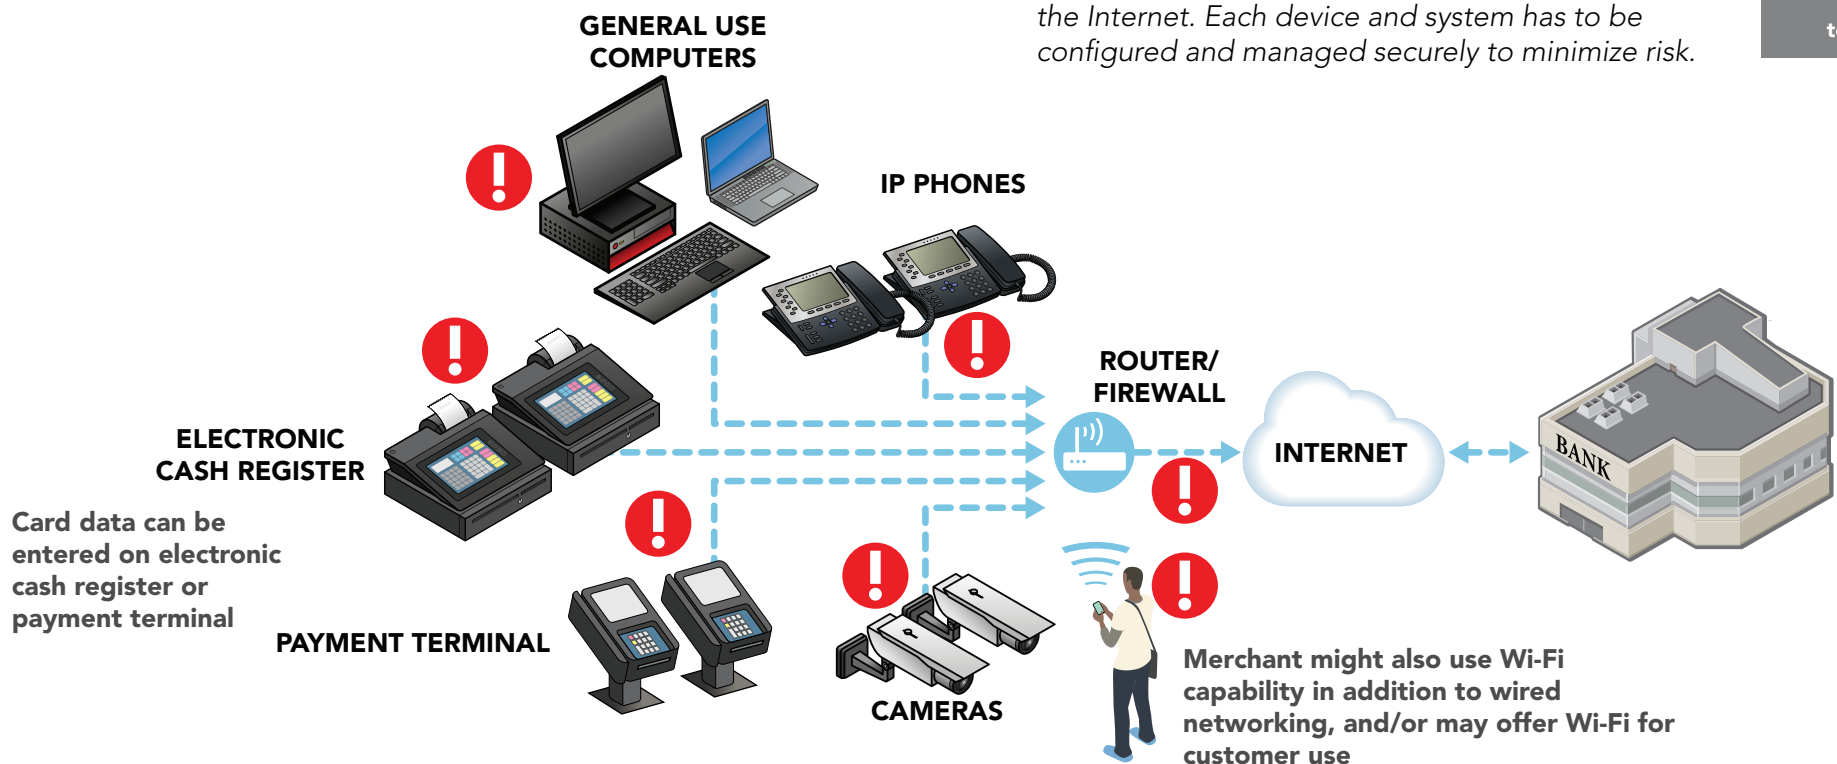 the Internet. Each device and system has to be
configured and managed securely to minimize risk.
GENERAL USE
COMPUTERS
IP PHONES
ROUTER/
FIREWALL
INTERNET
BANK
ELECTRONIC
CASH REGISTER
Card data can be
entered on electronic
cash register or
payment terminal
PAYMENT TERMINAL
CAMERAS
Merchant might also use Wi-Fi
capability in addition to wired
networking, and/or may offer Wi-Fi for
customer use